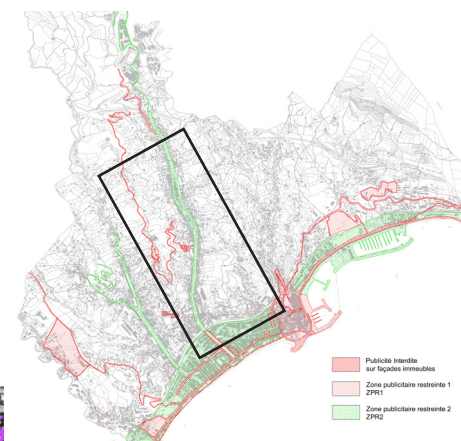 Publicité Interdite
sur façades immeubles
Zone publicitaire restreinte 1
ZPR1
Zone publicitaire restreinte 2
ZPR2